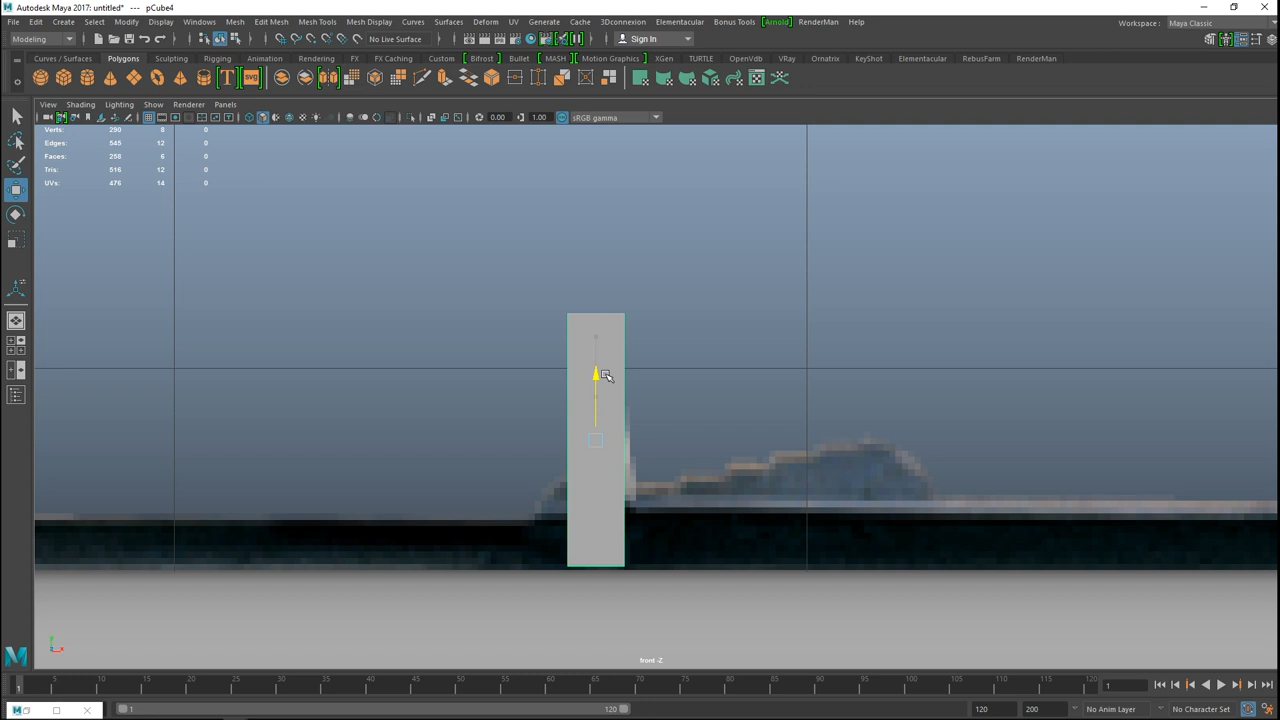 Autodesk Maya 2017: untitled* --- pCube4
File Edit Create Select Modify Display Windows Mesh Edit Mesh Mesh Tools Mesh Display Curves Surfaces Deform UV Generate Cache 3Dconnexion Elementacular Bonus Tools Arnold RenderMan Help
Workspace : Maya Classic
Modeling No Live Surface Sign In
Curves / Surfaces Polygons Sculpting Rigging Animation Rendering FX FX Caching Custom Bifrost Bullet MASH Motion Graphics XGen TURTLE OpenVdb VRay Ornatrix KeyShot Elementacular RebusFarm RenderMan
T SVG
View Shading Lighting Show Renderer Panels
0.00 1.00 sRGB gamma
Verts: 290 8 0
Edges: 545 12 0
Faces: 258 6 0
Tris: 516 12 0
UVs: 476 14 0
front -Z
1 5 10 15 20 25 30 35 40 45 50 55 60 65 70 75 80 85 90 95 100 105 110 115 120 1
1 120 120 200 No Anim Layer No Character Set